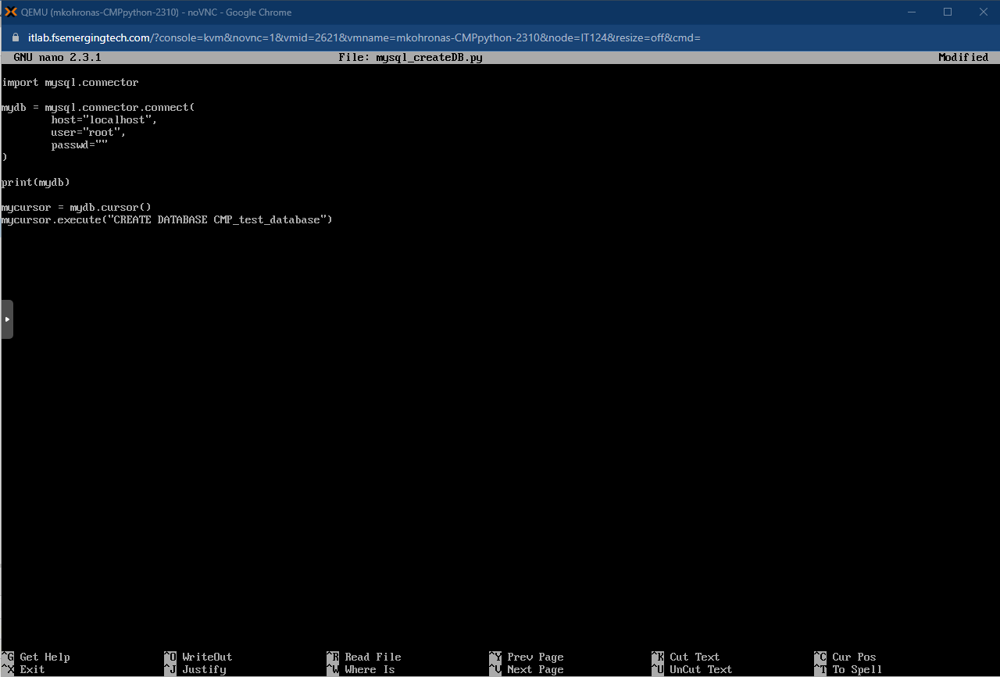 QEMU (mkohronas-CMPpython-2310) - noVNC - Google Chrome
itlab.fsemergingtech.com/?console=kvm&novnc=1&vmid=2621&vmname=mkohronas-CMPpython-2310&node=IT124&resize=off&cmd=
GNU nano 2.3.1 File: mysql_createDB.py Modified
import mysql.connector
mydb = mysql.connector.connect(
host="localhost",
user="root",
passwd=""
)
print(mydb)
mycursor = mydb.cursor()
mycursor.execute("CREATE DATABASE CMP_test_database")
^G Get Help ^O WriteOut ^R Read File ^Y Prev Page ^K Cut Text ^C Cur Pos
^X Exit ^J Justify ^W Where Is ^V Next Page ^U UnCut Text ^T To Spell